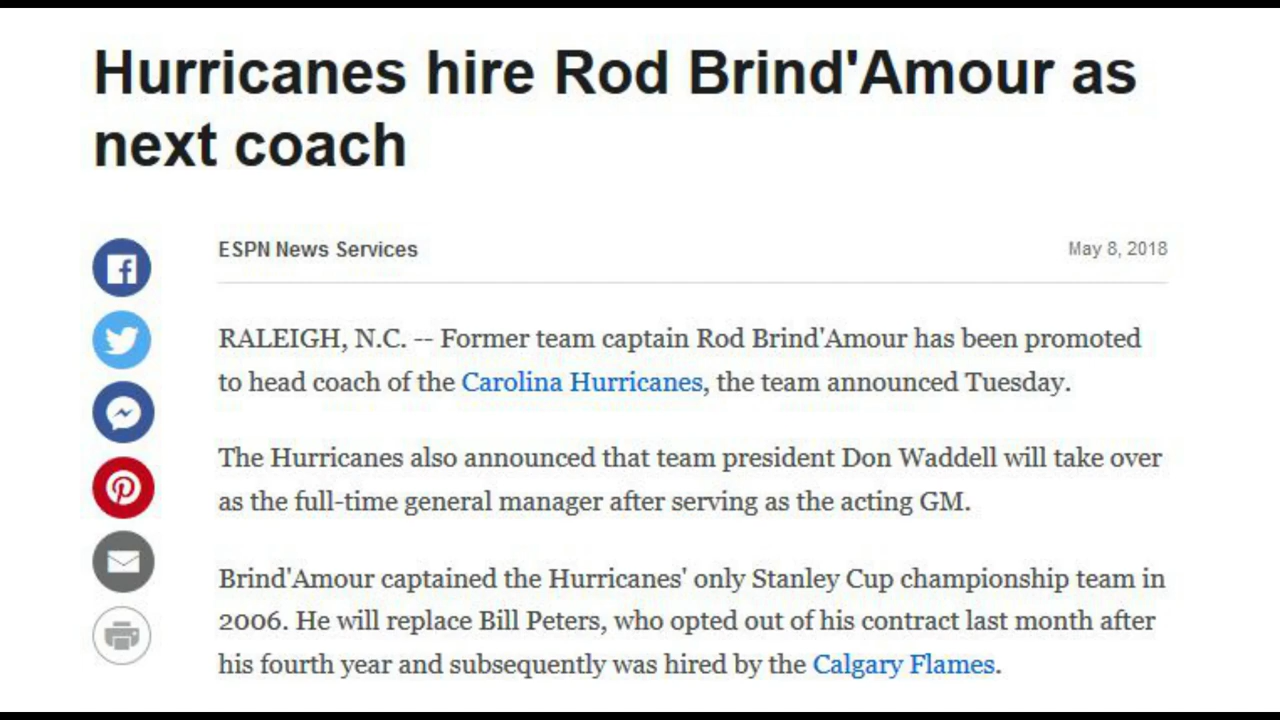 Hurricanes hire Rod Brind'Amour as
next coach
ESPN News Services
May 8, 2018
RALEIGH, N.C. -- Former team captain Rod Brind'Amour has been promoted
to head coach of the Carolina Hurricanes, the team announced Tuesday.
The Hurricanes also announced that team president Don Waddell will take over
as the full-time general manager after serving as the acting GM.
Brind'Amour captained the Hurricanes' only Stanley Cup championship team in
2006. He will replace Bill Peters, who opted out of his contract last month after
his fourth year and subsequently was hired by the Calgary Flames.